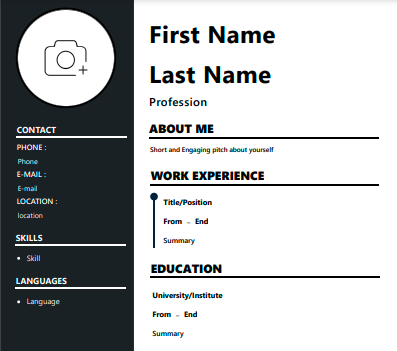 First Name
Last Name
Profession
CONTACT
PHONE :
Phone
E-MAIL :
E-mail
LOCATION :
location
SKILLS
• Skill
LANGUAGES
• Language
ABOUT ME
Short and Engaging pitch about yourself
WORK EXPERIENCE
Title/Position
From – End
Summary
EDUCATION
University/Institute
From – End
Summary